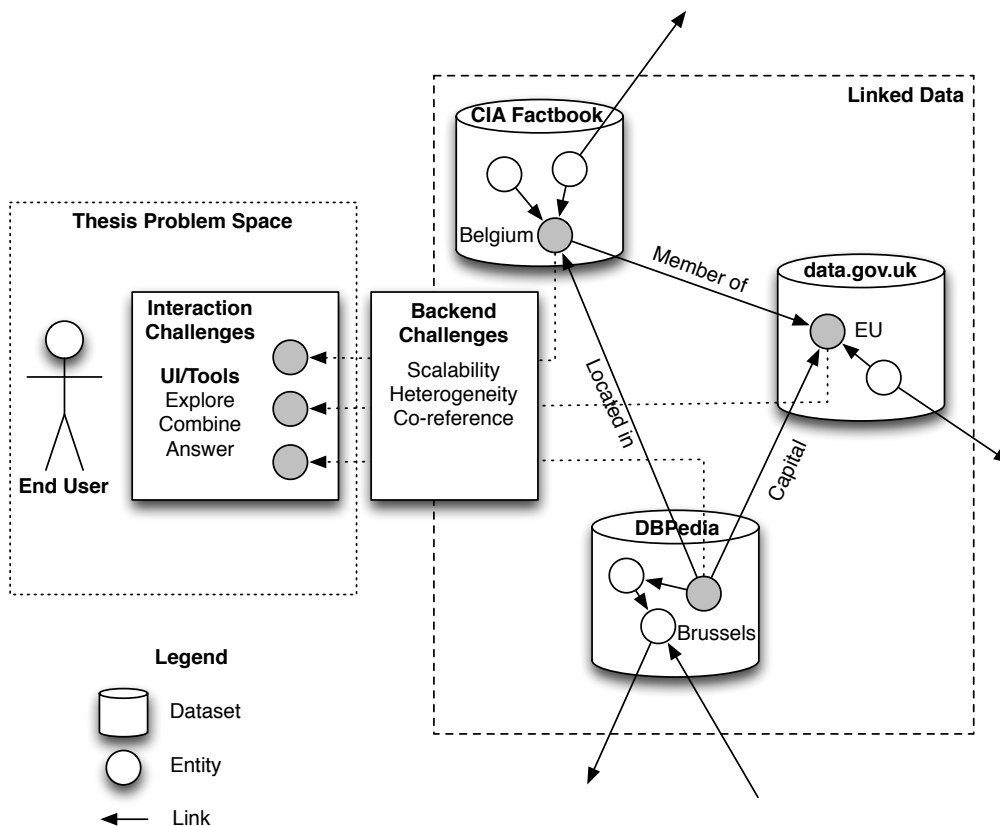 Linked Data
CIA Factbook
Belgium
Member of
data.gov.uk
EU
Located in
Capital
DBPedia
Brussels
Thesis Problem Space
Interaction
Challenges
UI/Tools
Explore
Combine
Answer
End User
Backend
Challenges
Scalability
Heterogeneity
Co-reference
Legend
Dataset
Entity
Link